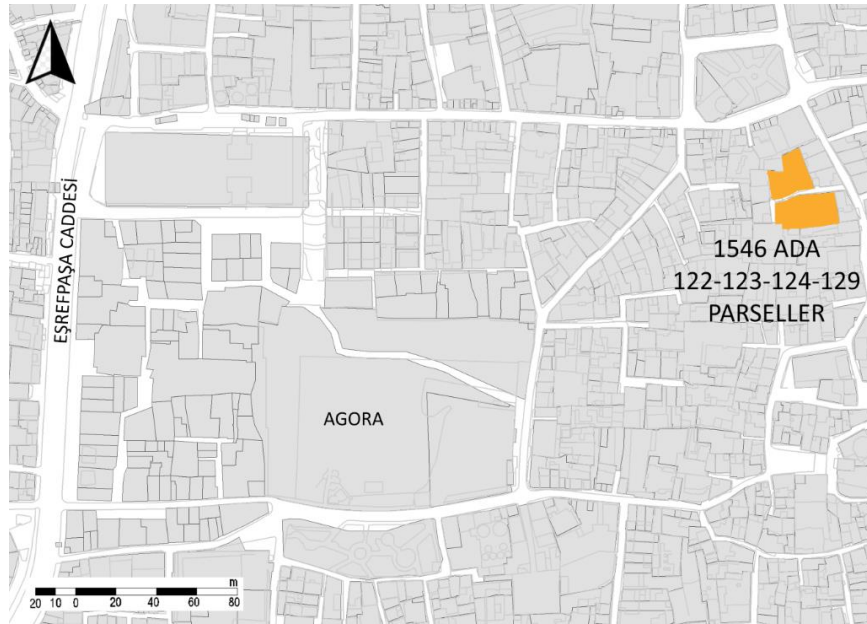 EŞREFPAŞA CADDESİ
1546 ADA
122-123-124-129
PARSELLER
AGORA
m
20 10 0 20 40 60 80